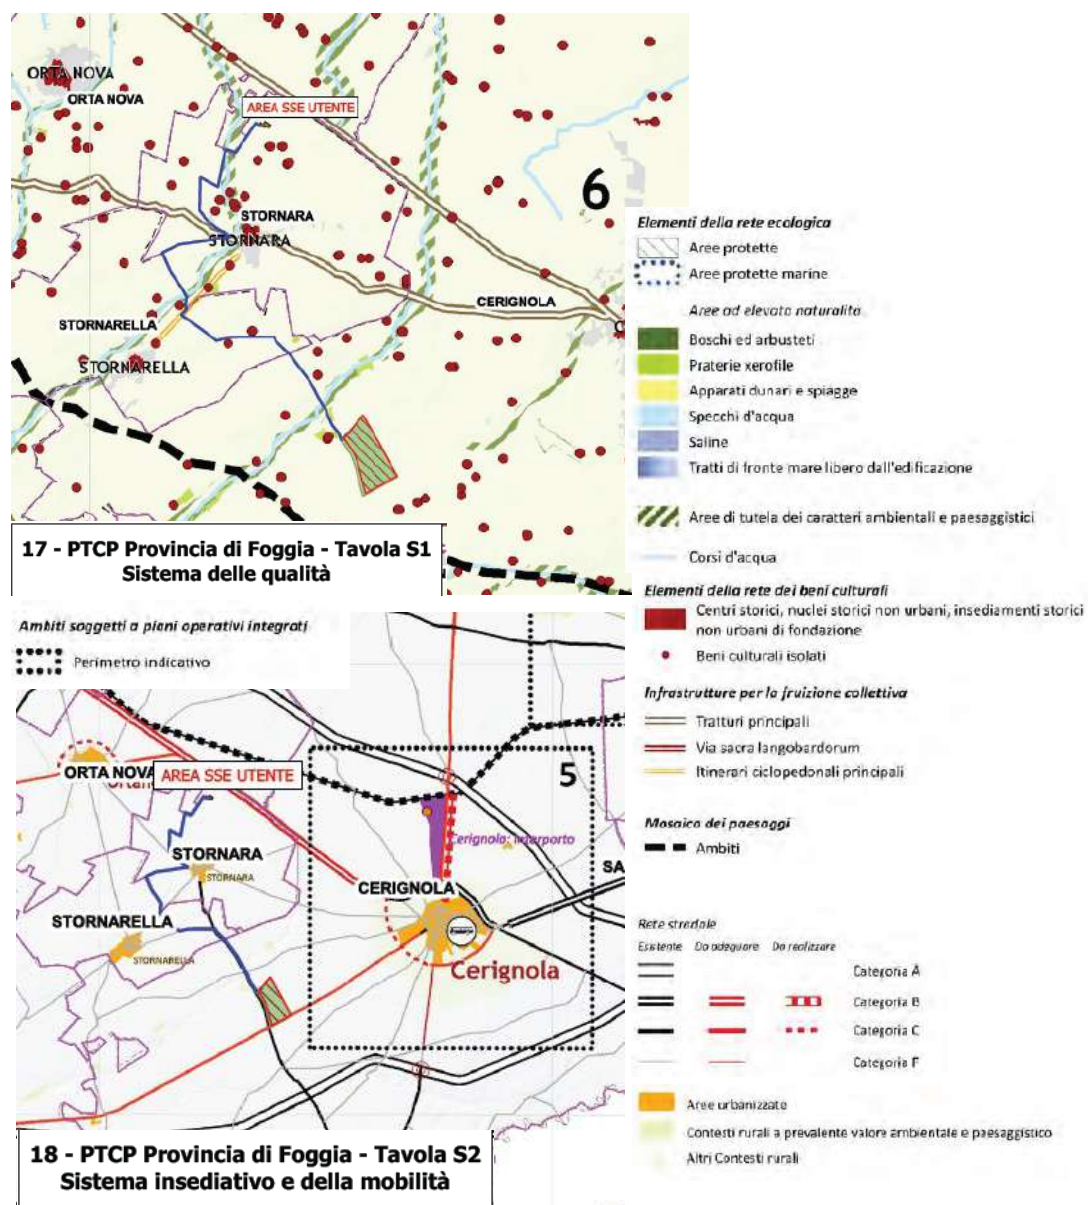 ORTA NOVA
ORTA NOVA
AREA SSE UTENTE
6
STORNARA
STORNARA
CERIGNOLA
STORNARELLA
STORNARELLA
17 - PTCP Provincia di Foggia - Tavola S1
Sistema delle qualità
Elementi della rete ecologica
Aree protette
Aree protette marine
Aree ad elevata naturalità
Boschi ed arbusteti
Praterie xerofile
Apparati dunari e spiagge
Specchi d'acqua
Saline
Tratti di fronte mare libero dall'edificazione
Aree di tutela dei caratteri ambientali e paesaggistici
Corsi d'acqua
Elementi della rete dei beni culturali
Centri storici, nuclei storici non urbani, insediamenti storici
non urbani di fondazione
Beni culturali isolati
Infrastrutture per la fruizione collettiva
Tratturi principali
Via sacra langobardorum
Itinerari ciclopedonali principali
Mosaico dei paesaggi
Ambiti
Ambiti soggetti a piani operativi integrati
Perimetro indicativo
ORTA NOVA
AREA SSE UTENTE
5
Cerignola: interporto
STORNARA
STORNARA
SA
CERIGNOLA
STORNARELLA
STORNARELLA
Cerignola
18 - PTCP Provincia di Foggia - Tavola S2
Sistema insediativo e della mobilità
Rete stradale
Esistente Da adeguare Da realizzare
Categoria A
Categoria B
Categoria C
Categoria F
Aree urbanizzate
Contesti rurali a prevalente valore ambientale e paesaggistico
Altri Contesti rurali